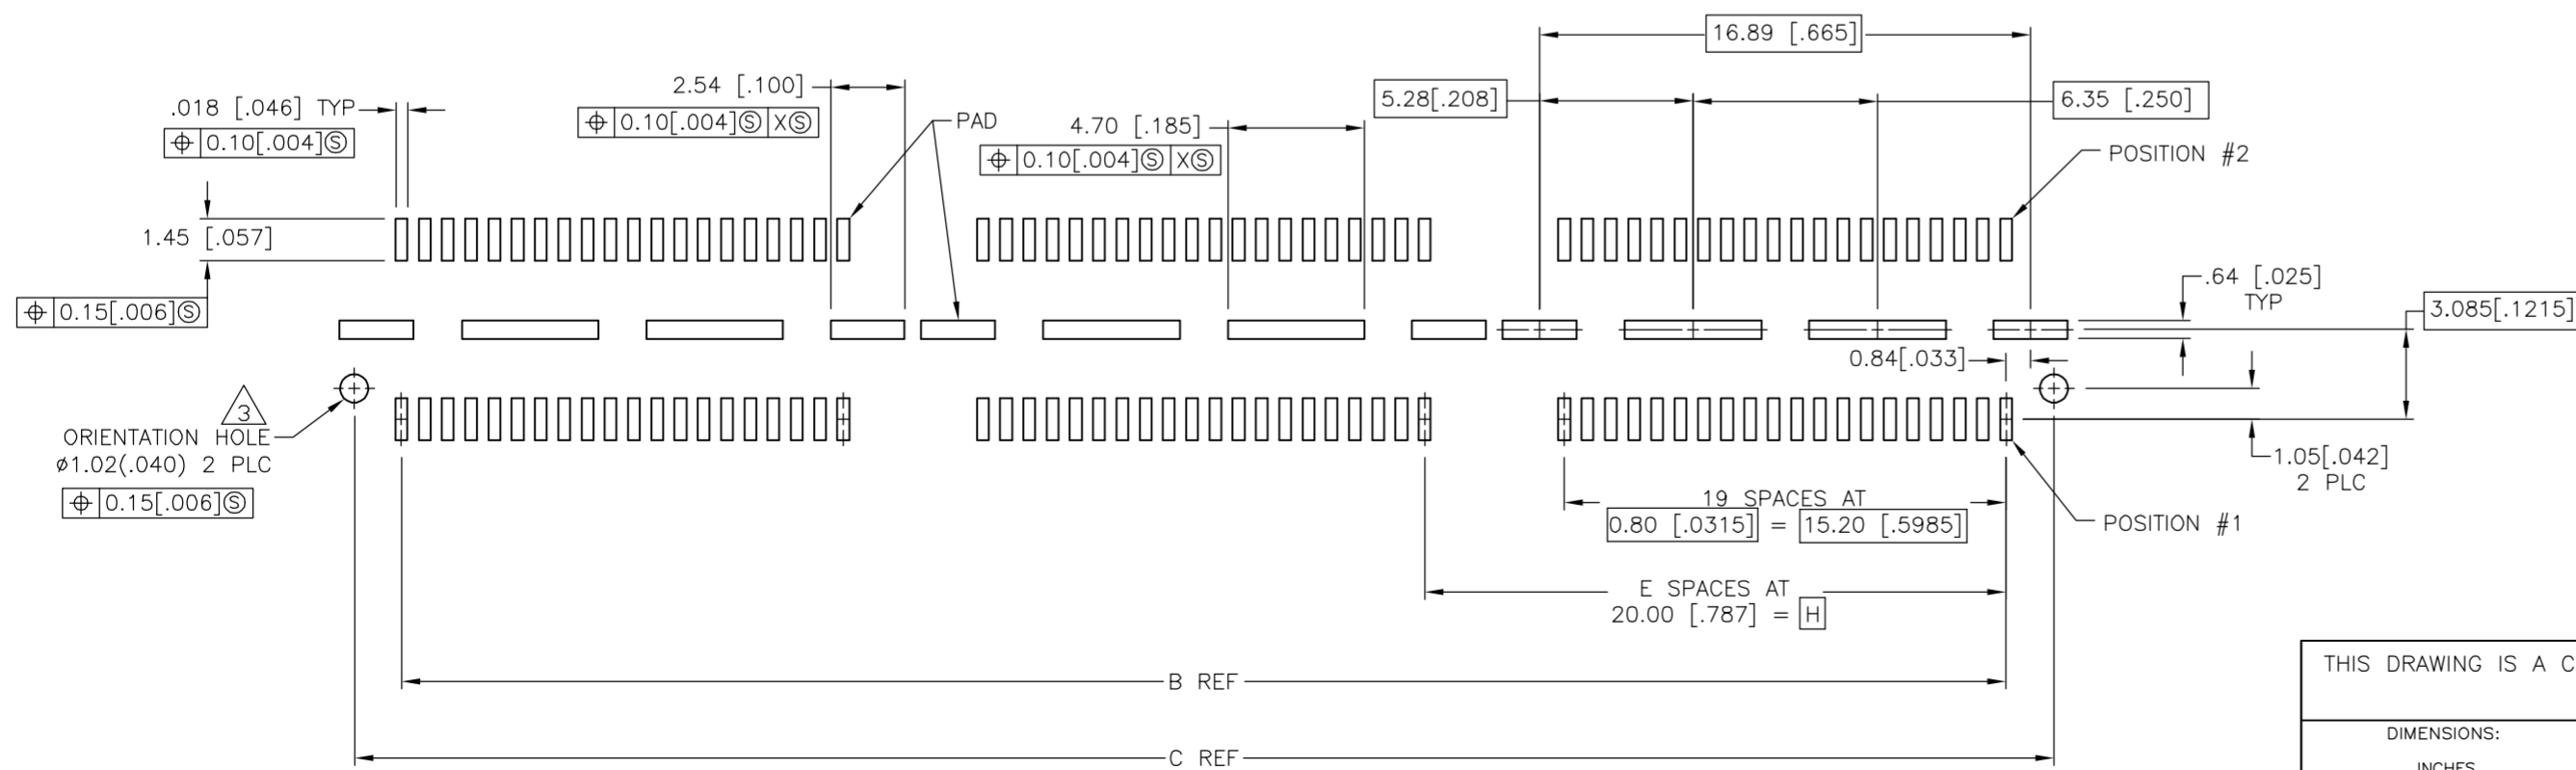 16.89 [.665]
2.54 [.100]
5.28[.208]
6.35 [.250]
.018 [.046] TYP
⌖ 0.10[.004]Ⓢ XⓈ
PAD
4.70 [.185]
⌖ 0.10[.004]Ⓢ
⌖ 0.10[.004]Ⓢ XⓈ
POSITION #2
1.45 [.057]
.64 [.025]
TYP
⌖ 0.15[.006]Ⓢ
3.085[.1215]
0.84[.033]
3
ORIENTATION HOLE
ø1.02(.040) 2 PLC
⌖ 0.15[.006]Ⓢ
1.05[.042]
2 PLC
19 SPACES AT
0.80 [.0315] = 15.20 [.5985]
POSITION #1
E SPACES AT
20.00 [.787] = H
THIS DRAWING IS A C
B REF
DIMENSIONS:
C REF
INCHES